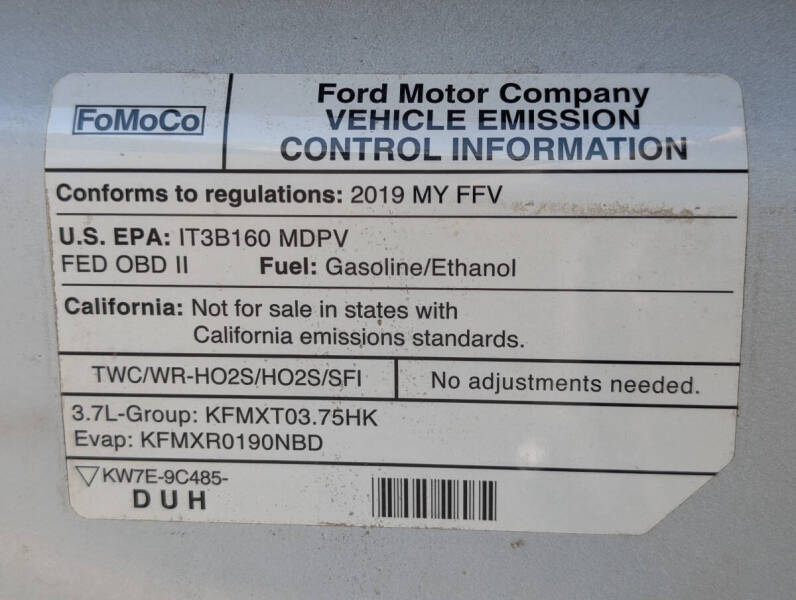 FoMoCo
Ford Motor Company
VEHICLE EMISSION
CONTROL INFORMATION
Conforms to regulations: 2019 MY FFV
U.S. EPA: IT3B160 MDPV
FED OBD II Fuel: Gasoline/Ethanol
California: Not for sale in states with
California emissions standards.
TWC/WR-HO2S/HO2S/SFI
No adjustments needed.
3.7L-Group: KFMXT03.75HK
Evap: KFMXR0190NBD
KW7E-9C485-
DUH